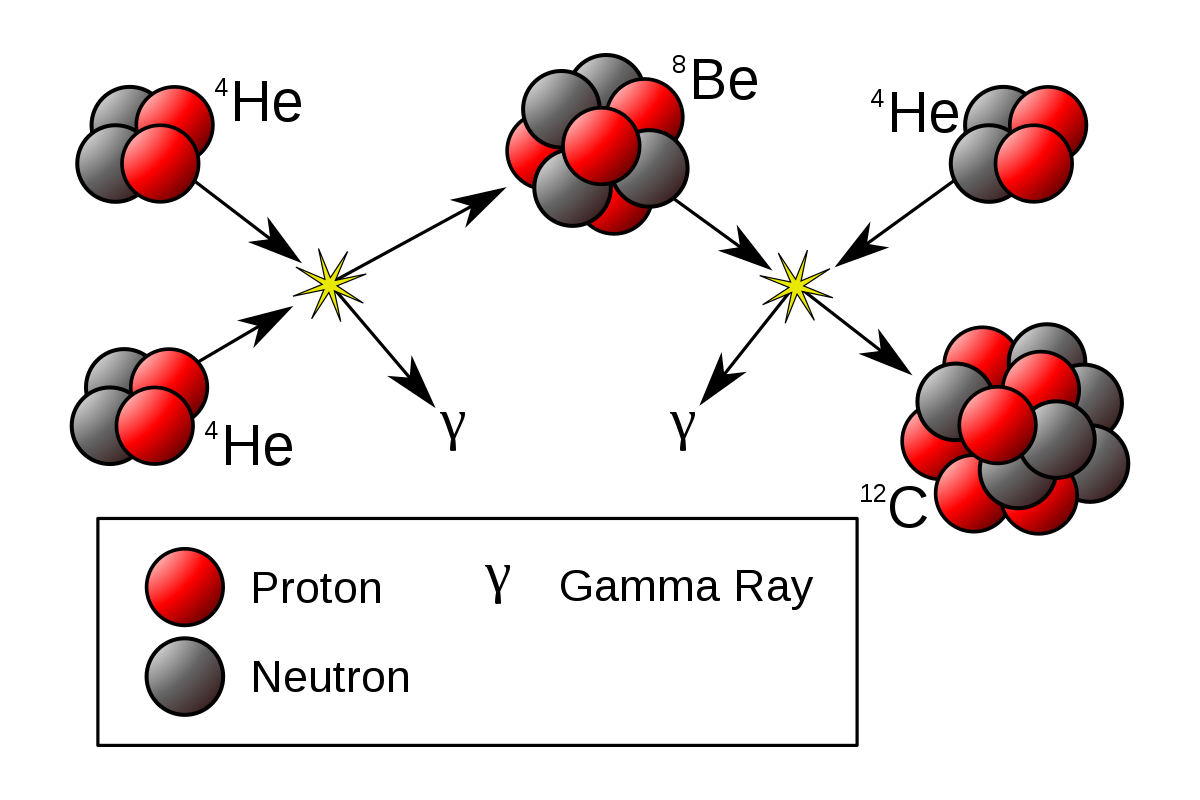 ⁴He
⁸Be
⁴He
γ
γ
⁴He
¹²C
Proton
γ Gamma Ray
Neutron